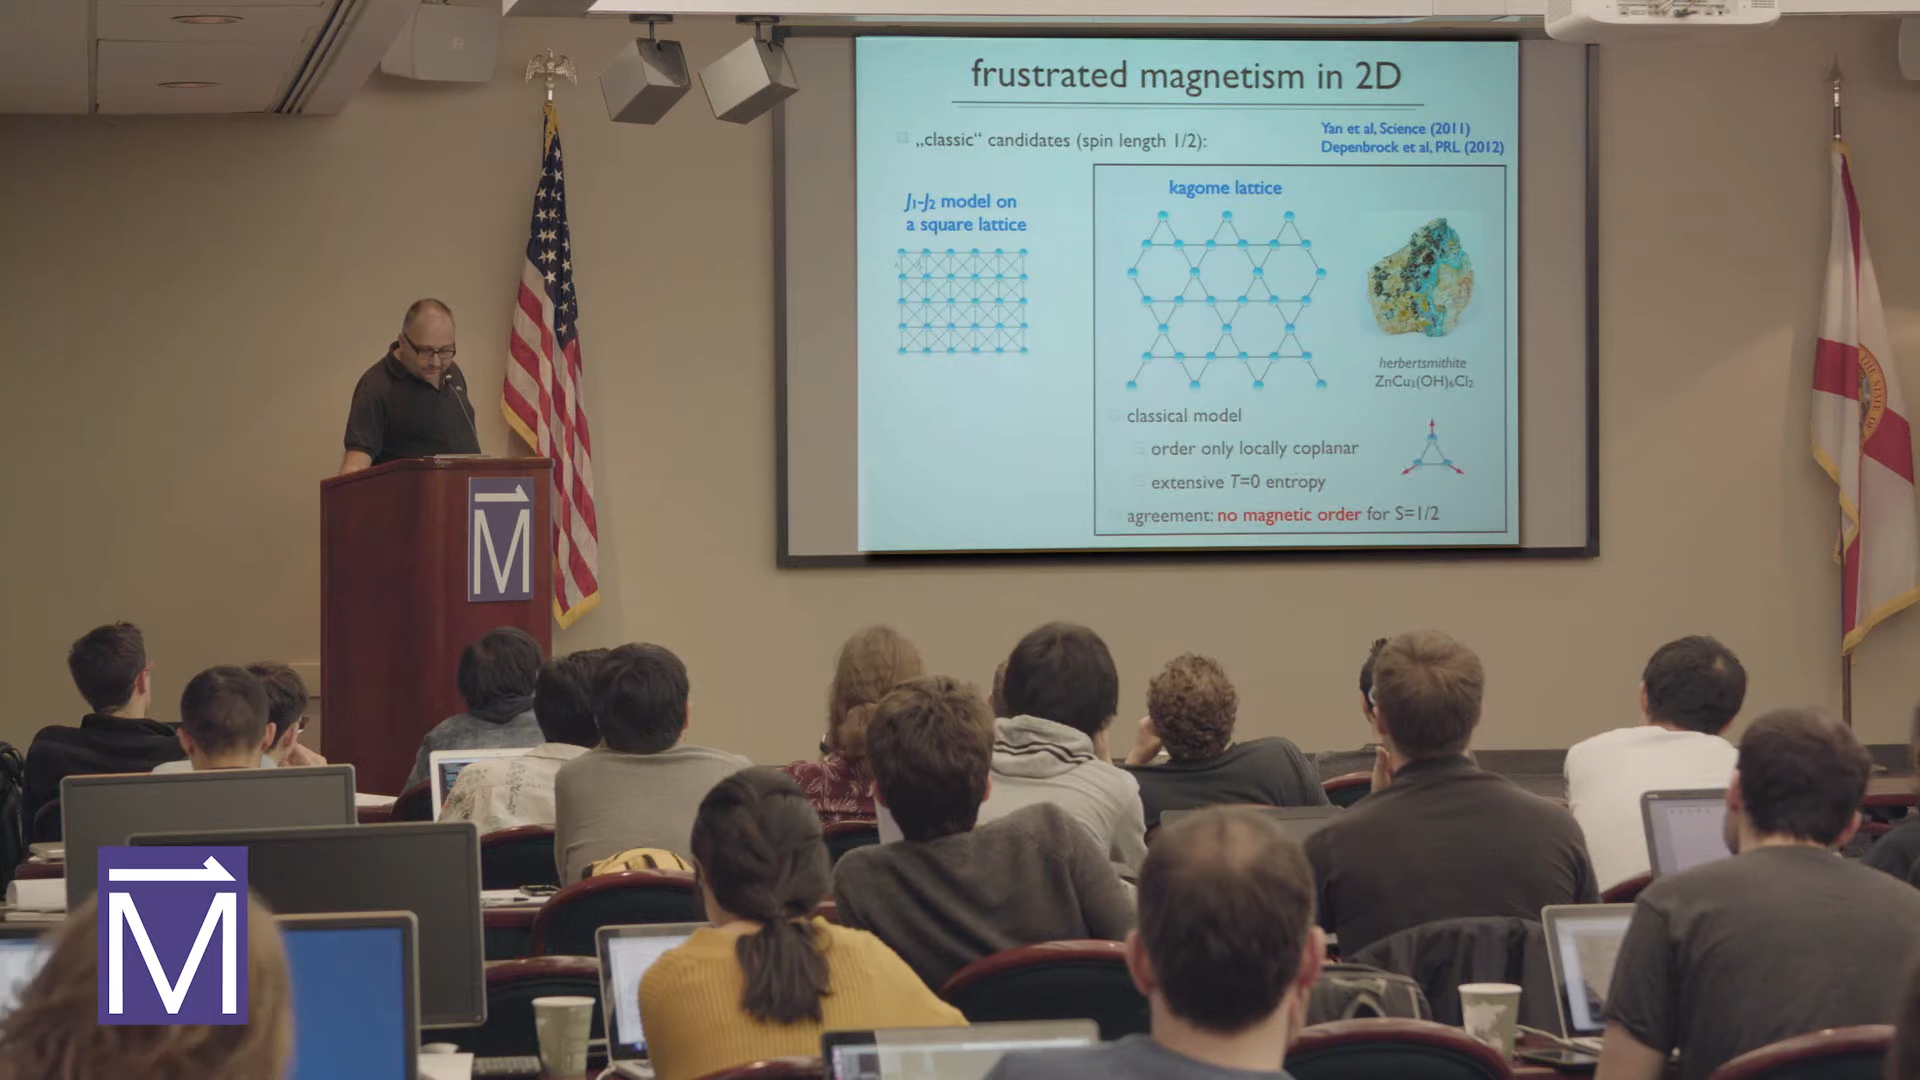 frustrated magnetism in 2D
„classic“ candidates (spin length 1/2):
Yan et al, Science (2011)
Depenbrock et al, PRL (2012)
J1-J2 model on
a square lattice
kagome lattice
herbertsmithite
ZnCu3(OH)6Cl2
classical model
order only locally coplanar
extensive T=0 entropy
agreement: no magnetic order for S=1/2
M
M